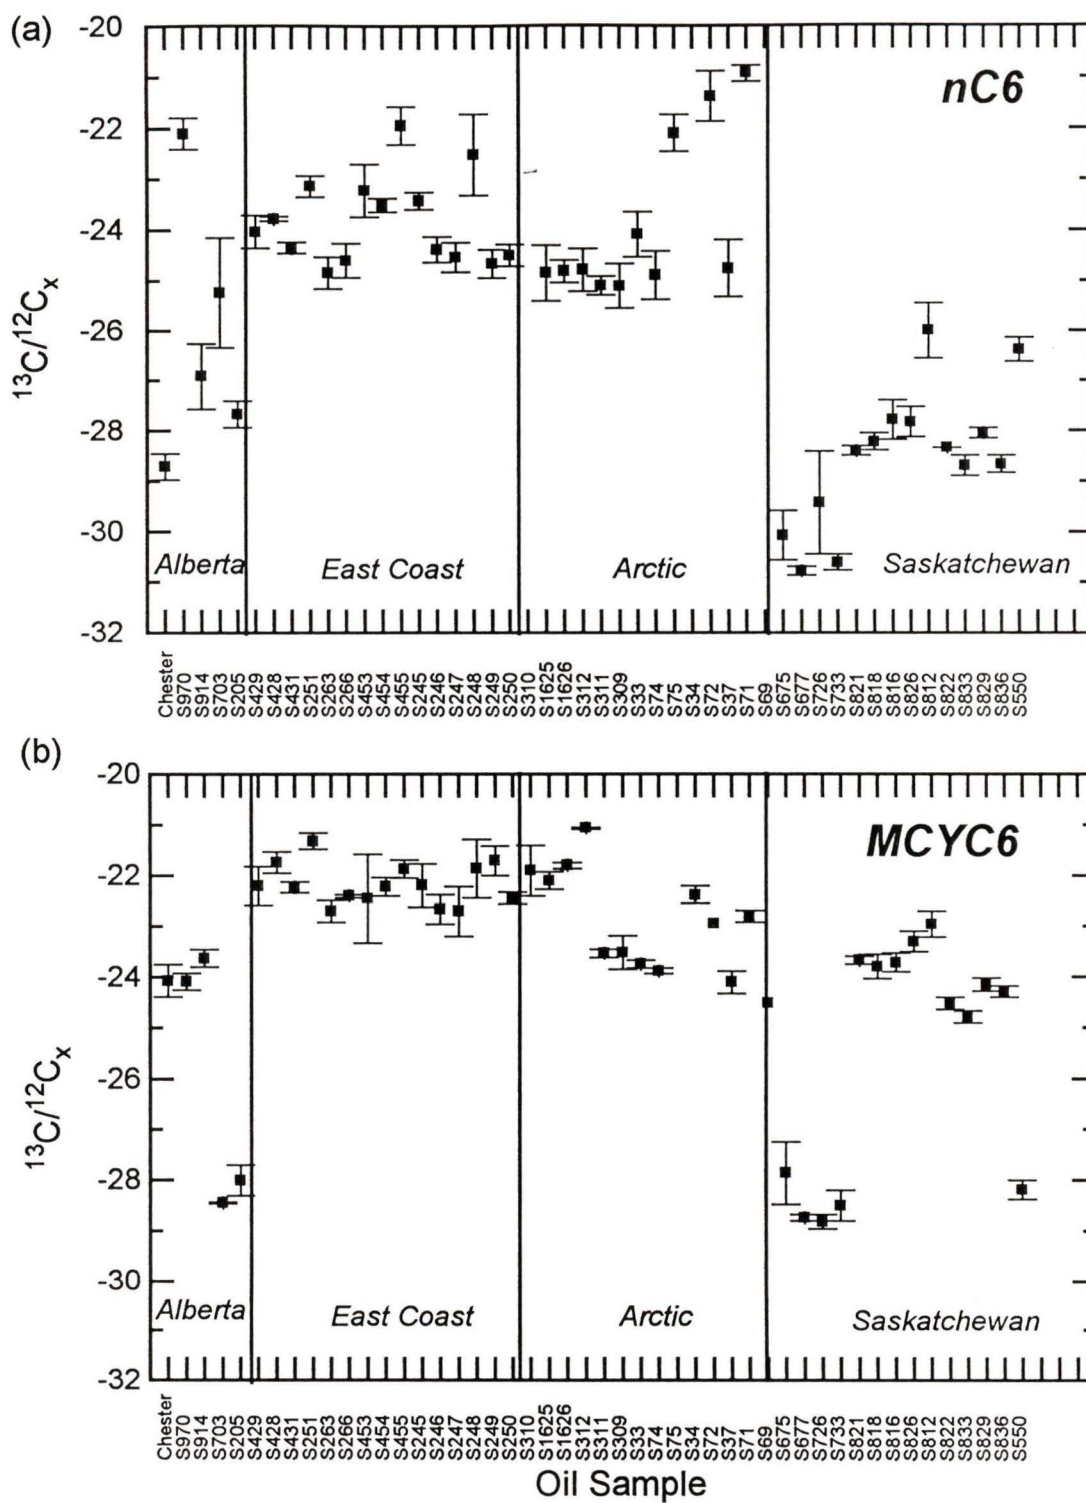 (a)
-20
-22
-24
-26
-28
-30
-32
13C/12Cx
nC6
Alberta
East Coast
Arctic
Saskatchewan
Chester
S970
S914
S703
S205
S429
S428
S431
S251
S263
S266
S453
S454
S455
S245
S246
S247
S248
S249
S250
S310
S1625
S1626
S312
S311
S309
S33
S74
S75
S34
S72
S37
S71
S69
S675
S677
S726
S733
S821
S818
S816
S826
S812
S822
S833
S829
S836
S550
(b)
-20
-22
-24
-26
-28
-30
-32
13C/12Cx
MCYC6
Alberta
East Coast
Arctic
Saskatchewan
Chester
S970
S914
S703
S205
S429
S428
S431
S251
S263
S266
S453
S454
S455
S245
S246
S247
S248
S249
S250
S310
S1625
S1626
S312
S311
S309
S33
S74
S75
S34
S72
S37
S71
S69
S675
S677
S726
S733
S821
S818
S816
S826
S812
S822
S833
S829
S836
S550
Oil Sample